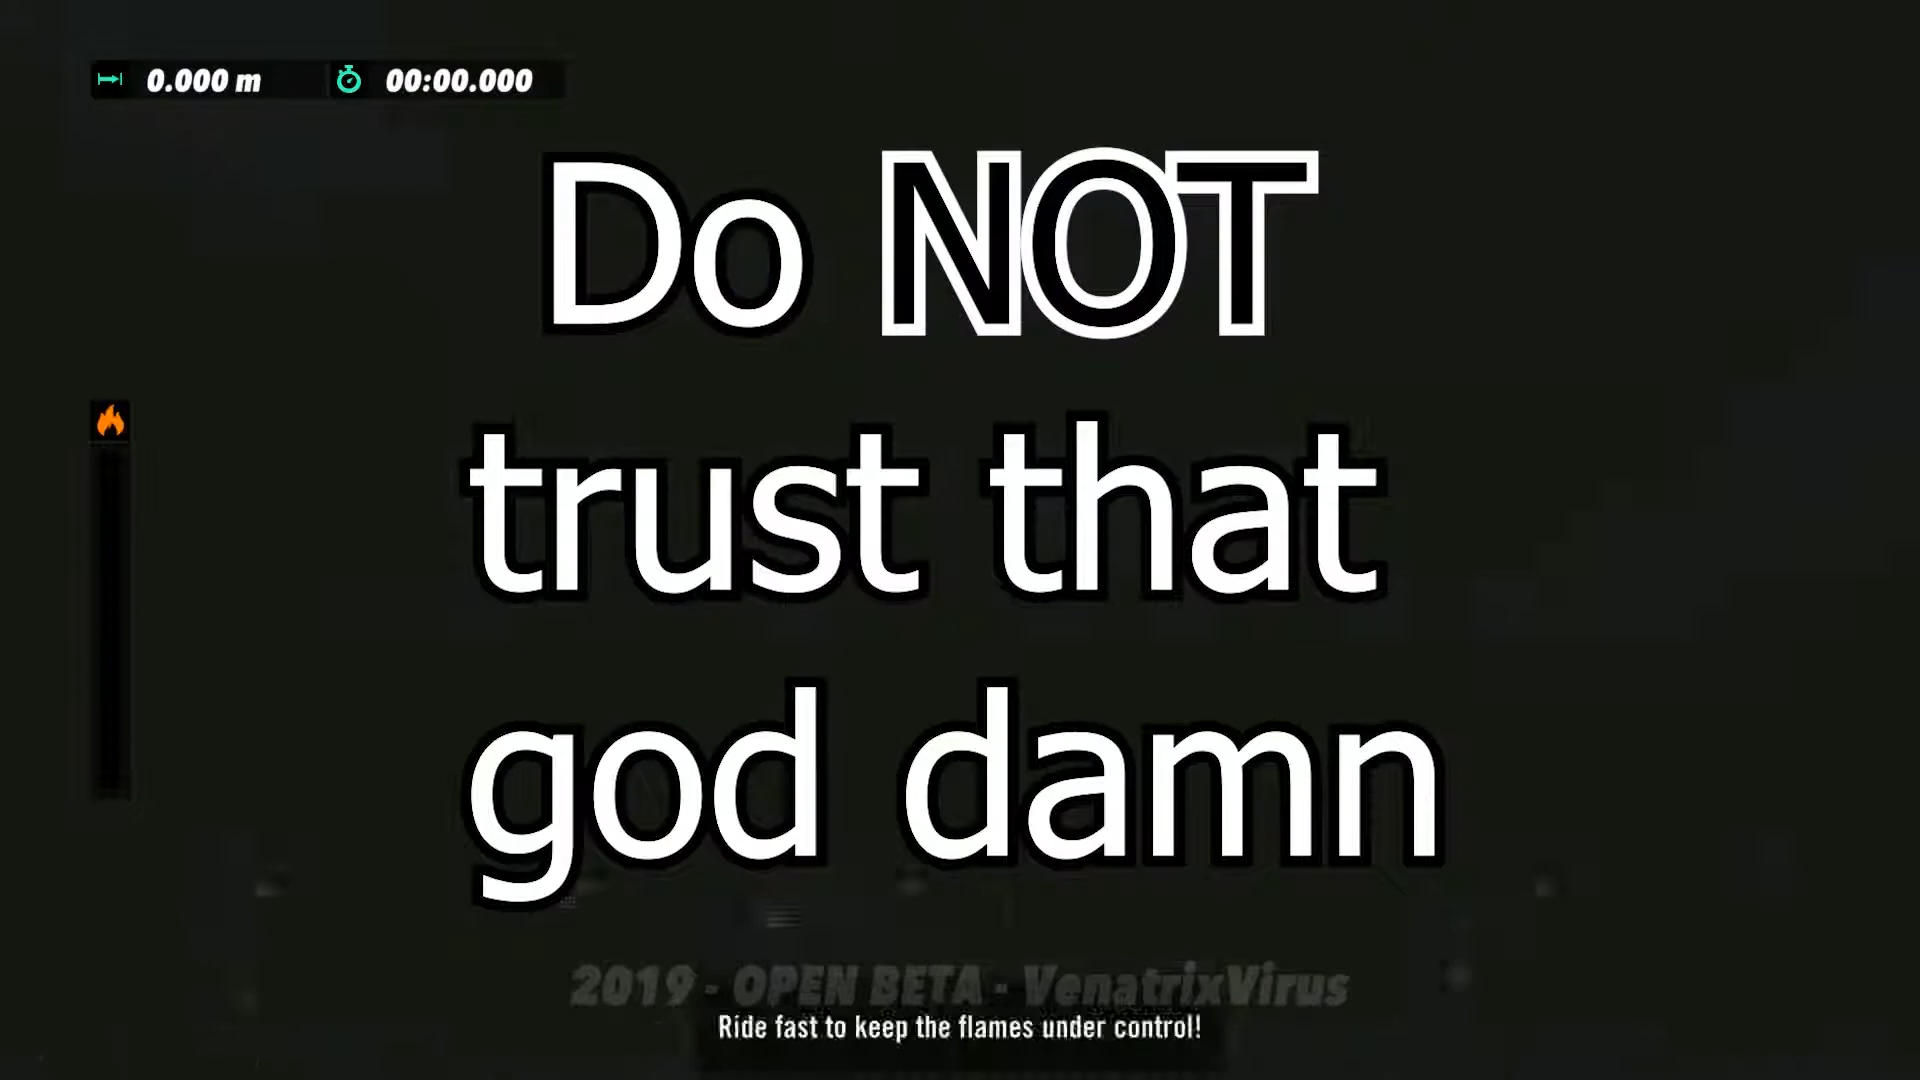 0.000 m 00:00.000
Do NOT
trust that
god damn
2019 - OPEN BETA - VenatrixVirus
Ride fast to keep the flames under control!